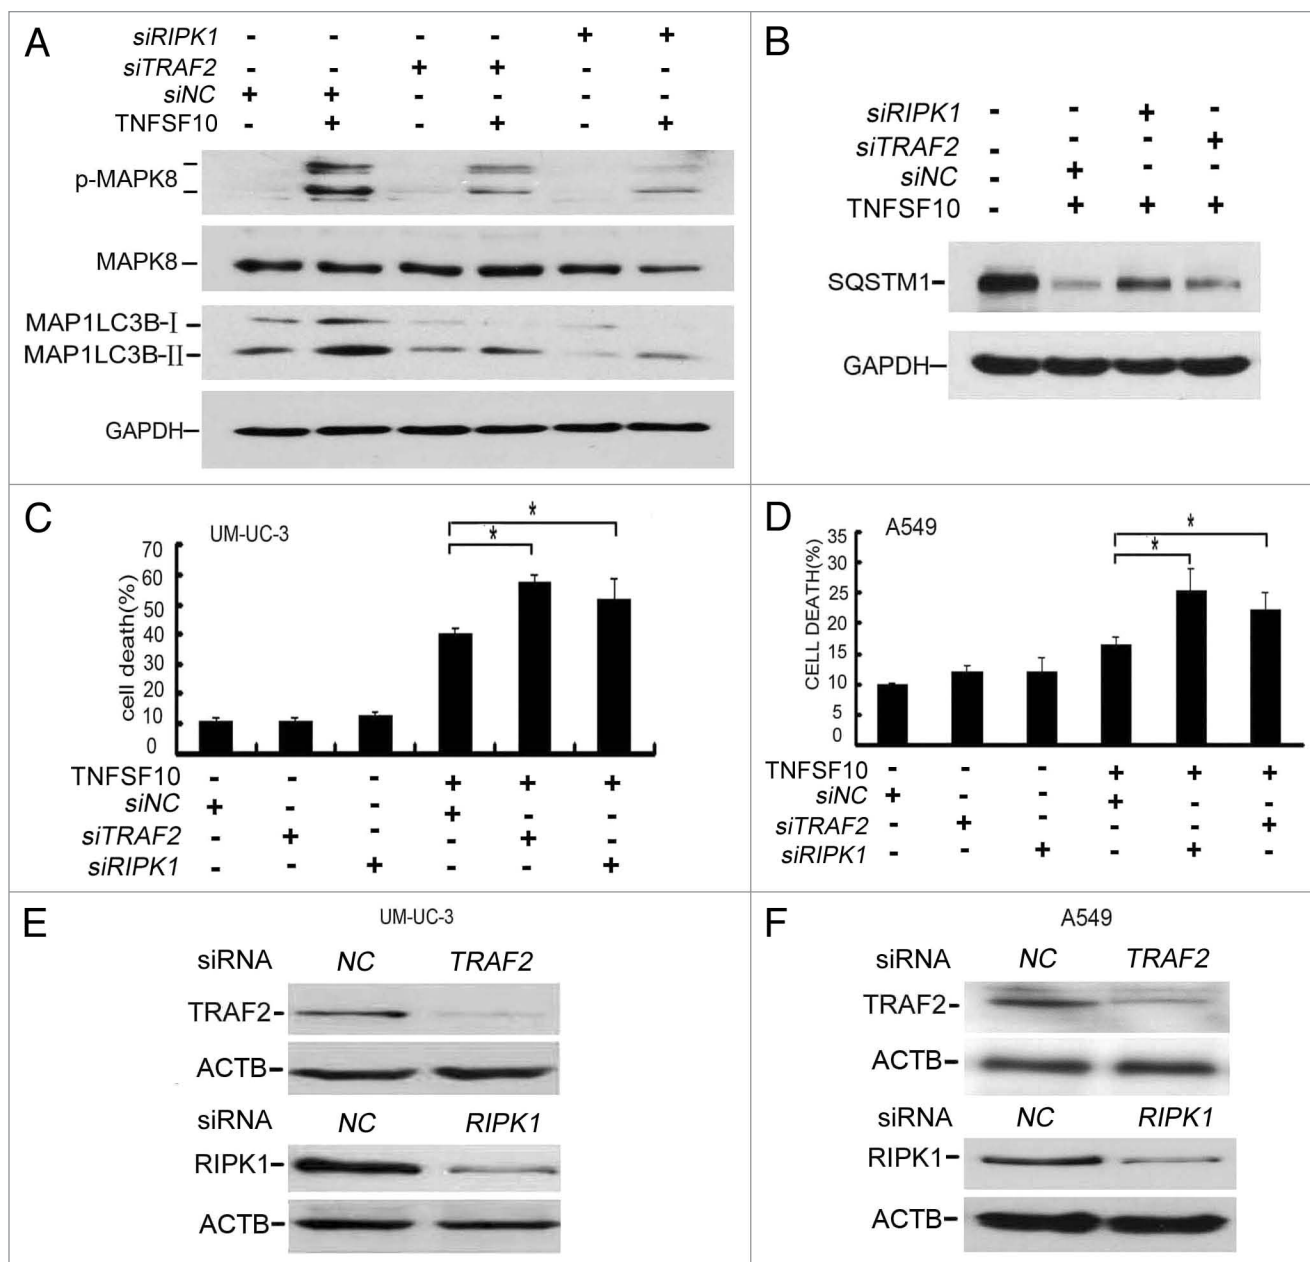 A
siRIPK1 - - - - + +
siTRAF2 - - + + - -
siNC + + - - - -
TNFSF10 - + - + - +
p-MAPK8
MAPK8
MAP1LC3B-I
MAP1LC3B-II
GAPDH
B
siRIPK1 - - + -
siTRAF2 - - - +
siNC - + - -
TNFSF10 - + + +
SQSTM1
GAPDH
C
UM-UC-3
* *
cell death(%)
70
60
50
40
30
20
10
0
TNFSF10 - - - + + +
siNC + - - + - -
siTRAF2 - + - - + -
siRIPK1 - - + - - +
D
A549
* *
CELL DEATH(%)
35
30
25
20
15
10
5
0
TNFSF10 - - - + + +
siNC + - - + - -
siTRAF2 - + - - - +
siRIPK1 - - + - + -
E
UM-UC-3
siRNA NC TRAF2
TRAF2
ACTB
siRNA NC RIPK1
RIPK1
ACTB
F
A549
siRNA NC TRAF2
TRAF2
ACTB
siRNA NC RIPK1
RIPK1
ACTB